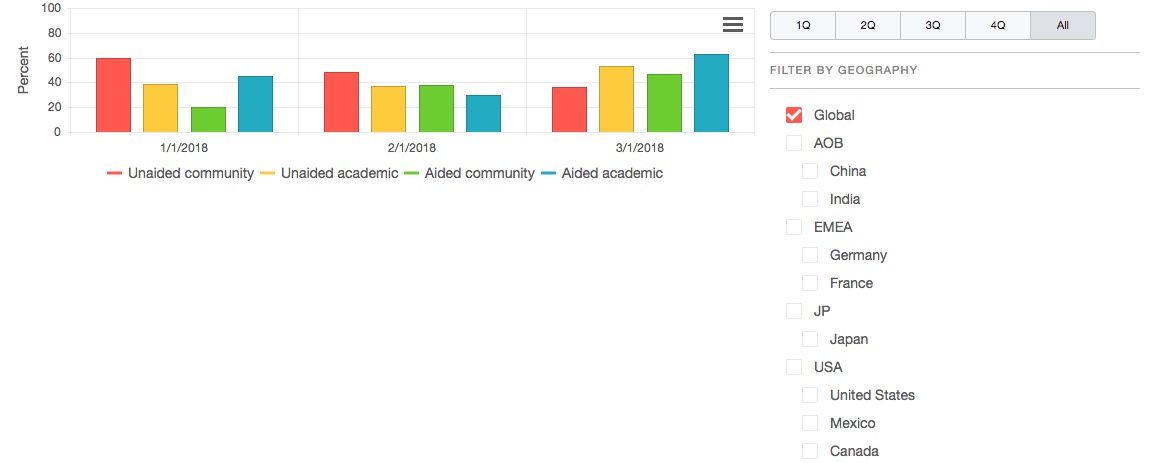 100
80
60
40
20
0
Percent
1/1/2018
2/1/2018
3/1/2018
Unaided community
Unaided academic
Aided community
Aided academic
1Q
2Q
3Q
4Q
All
FILTER BY GEOGRAPHY
Global
AOB
China
India
EMEA
Germany
France
JP
Japan
USA
United States
Mexico
Canada